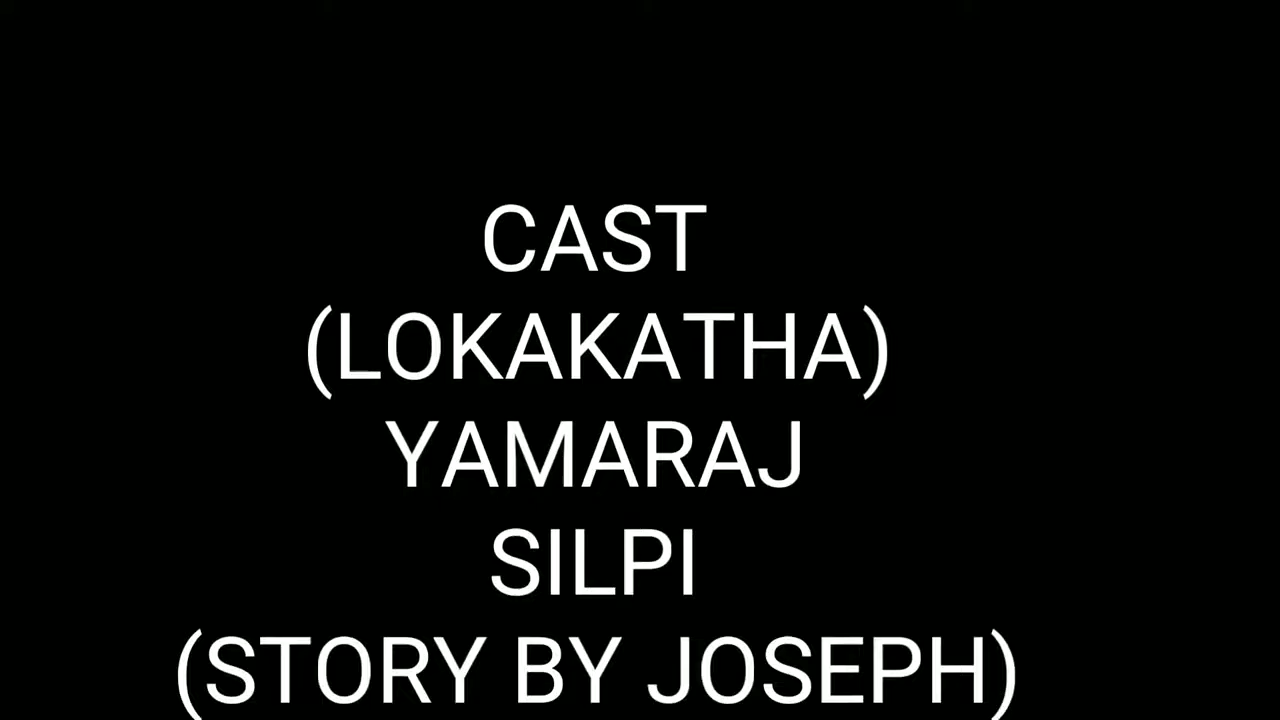 CAST
(LOKAKATHA)
YAMARAJ
SILPI
(STORY BY JOSEPH)